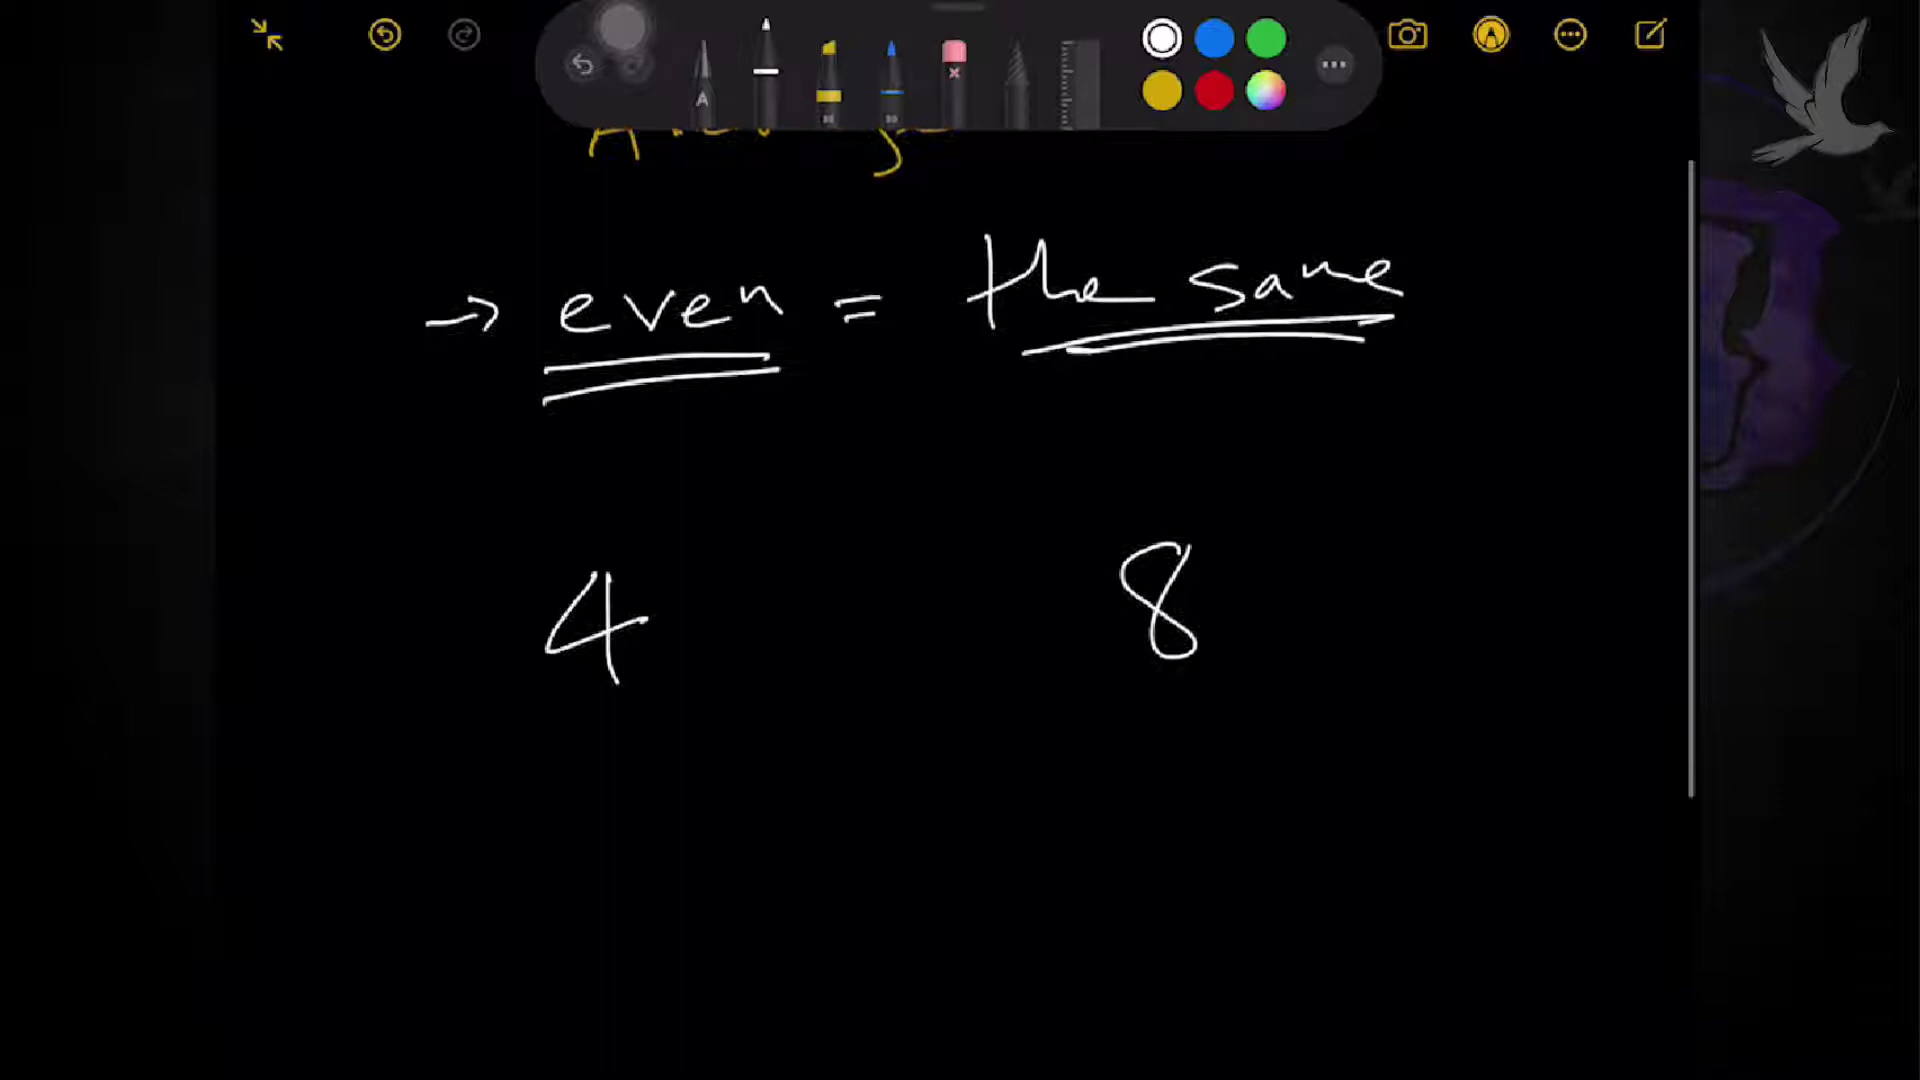 → even = the same
4 8